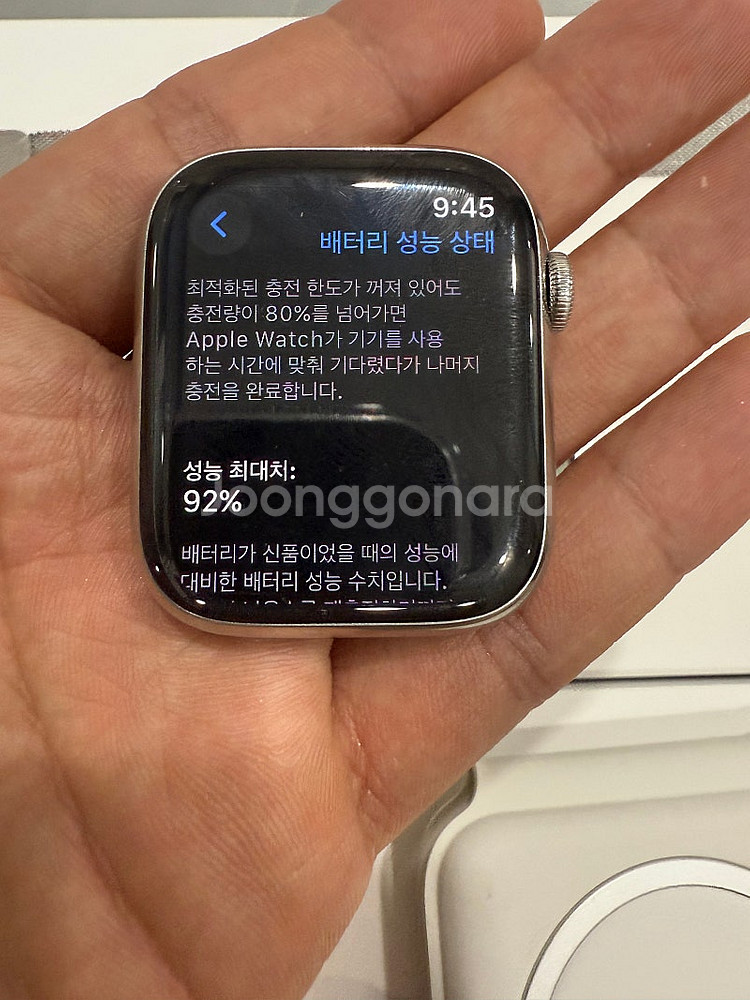 9:45
배터리 성능 상태
최적화된 충전 한도가 꺼져 있어도
충전량이 80%를 넘어가면
Apple Watch가 기기를 사용
하는 시간에 맞춰 기다렸다가 나머지
충전을 완료합니다.
성능 최대치:
92%
Joonggonara
배터리가 신품이었을 때의 성능에
대비한 배터리 성능 수치입니다.